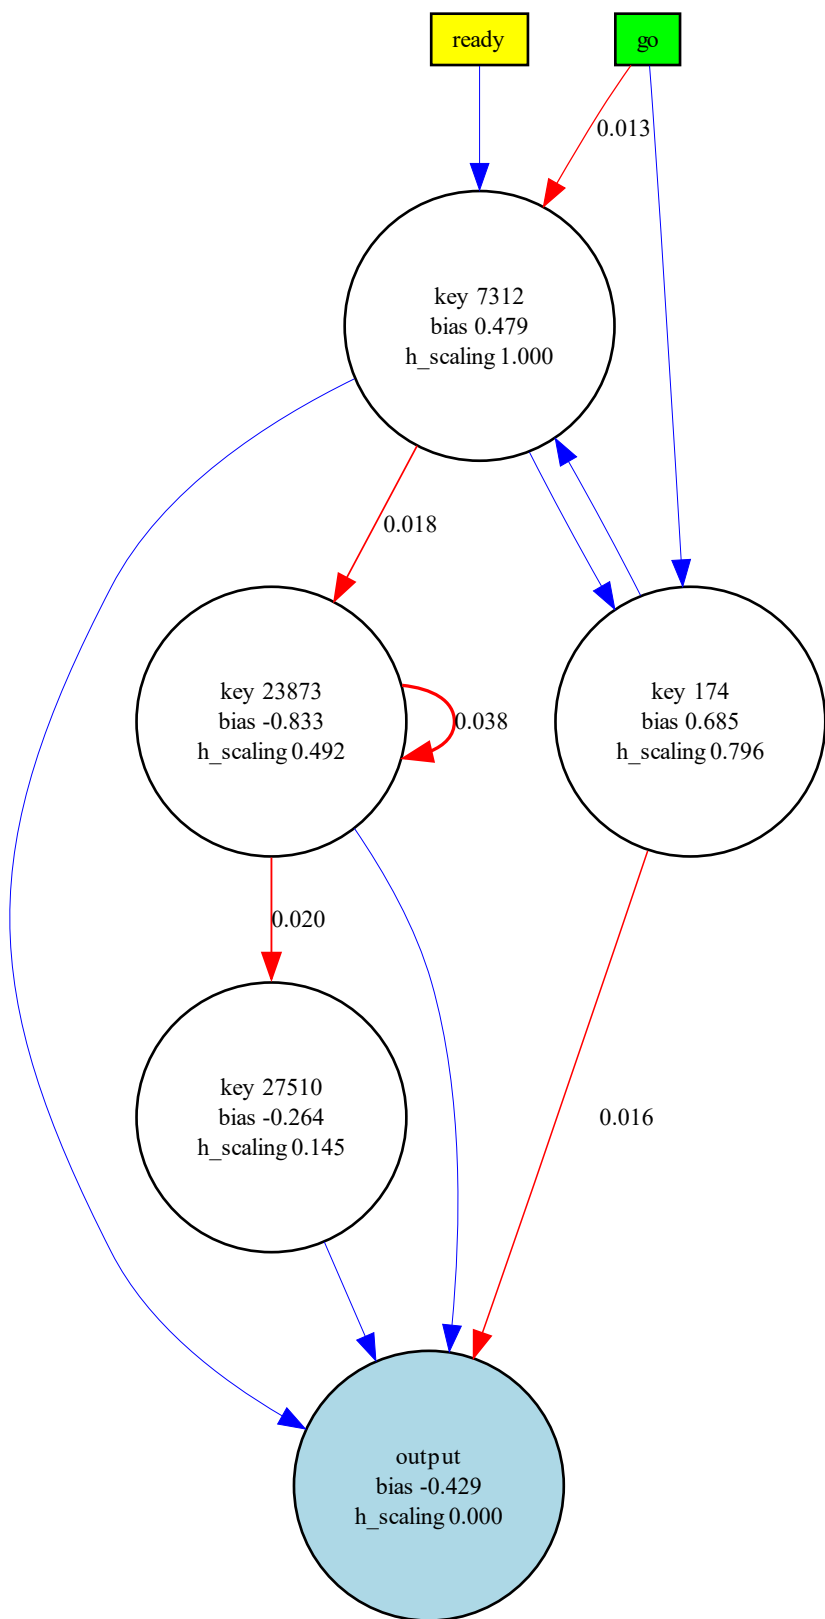 ready
go
0.013
key 7312
bias 0.479
h_scaling 1.000
0.018
key 23873
bias -0.833
h_scaling 0.492
0.038
key 174
bias 0.685
h_scaling 0.796
0.020
key 27510
bias -0.264
h_scaling 0.145
0.016
output
bias -0.429
h_scaling 0.000